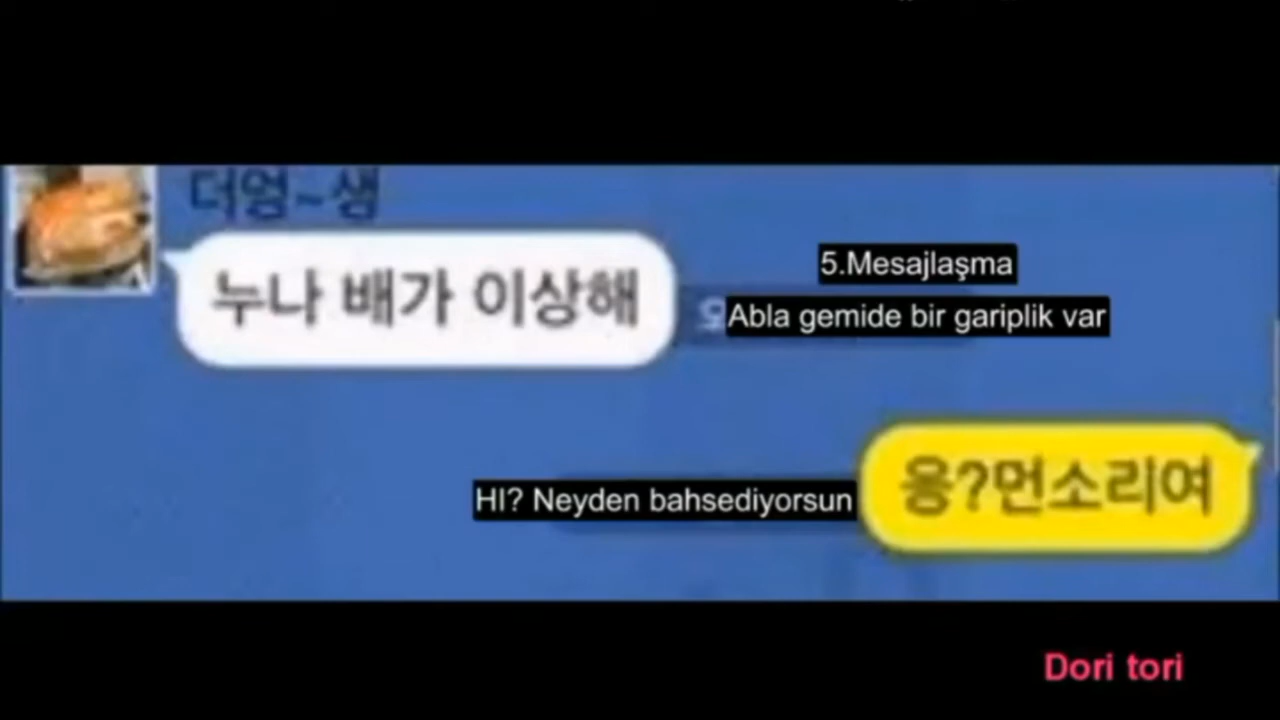 더엉~생
누나 배가 이상해
5.Mesajlaşma
Abla gemide bir gariplik var
HI? Neyden bahsediyorsun
응?먼소리여
Dori tori